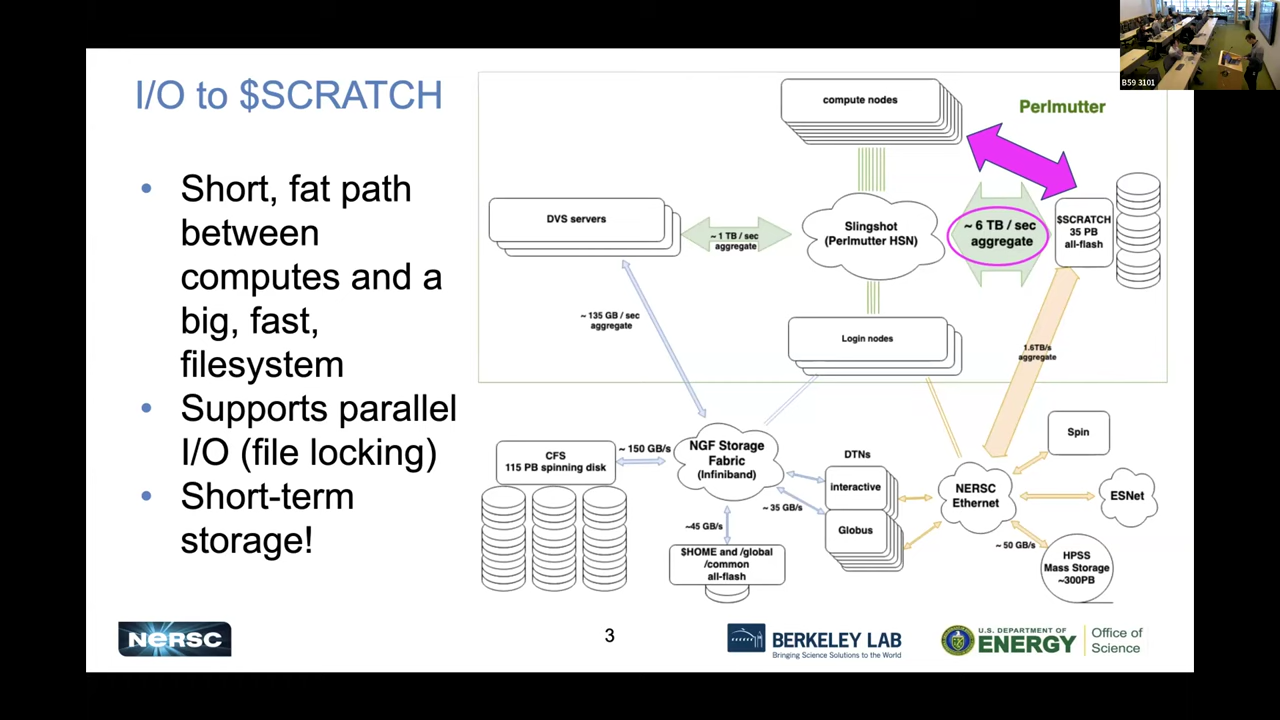 B59 3101
I/O to $SCRATCH
• Short, fat path
between
computes and a
big, fast,
filesystem
• Supports parallel
I/O (file locking)
• Short-term
storage!
compute nodes
Perlmutter
DVS servers
~ 1 TB / sec
aggregate
Slingshot
(Perlmutter HSN)
~ 6 TB / sec
aggregate
$SCRATCH
35 PB
all-flash
~ 135 GB / sec
aggregate
Login nodes
1.6TB/s
aggregate
CFS
115 PB spinning disk
~ 150 GB/s
NGF Storage
Fabric
(Infiniband)
DTNs
interactive
Globus
~ 35 GB/s
~45 GB/s
$HOME and /global
/common
all-flash
NERSC
Ethernet
Spin
ESNet
~ 50 GB/s
HPSS
Mass Storage
~300PB
NERSC
3
BERKELEY LAB
Bringing Science Solutions to the World
U.S. DEPARTMENT OF
ENERGY
Office of
Science